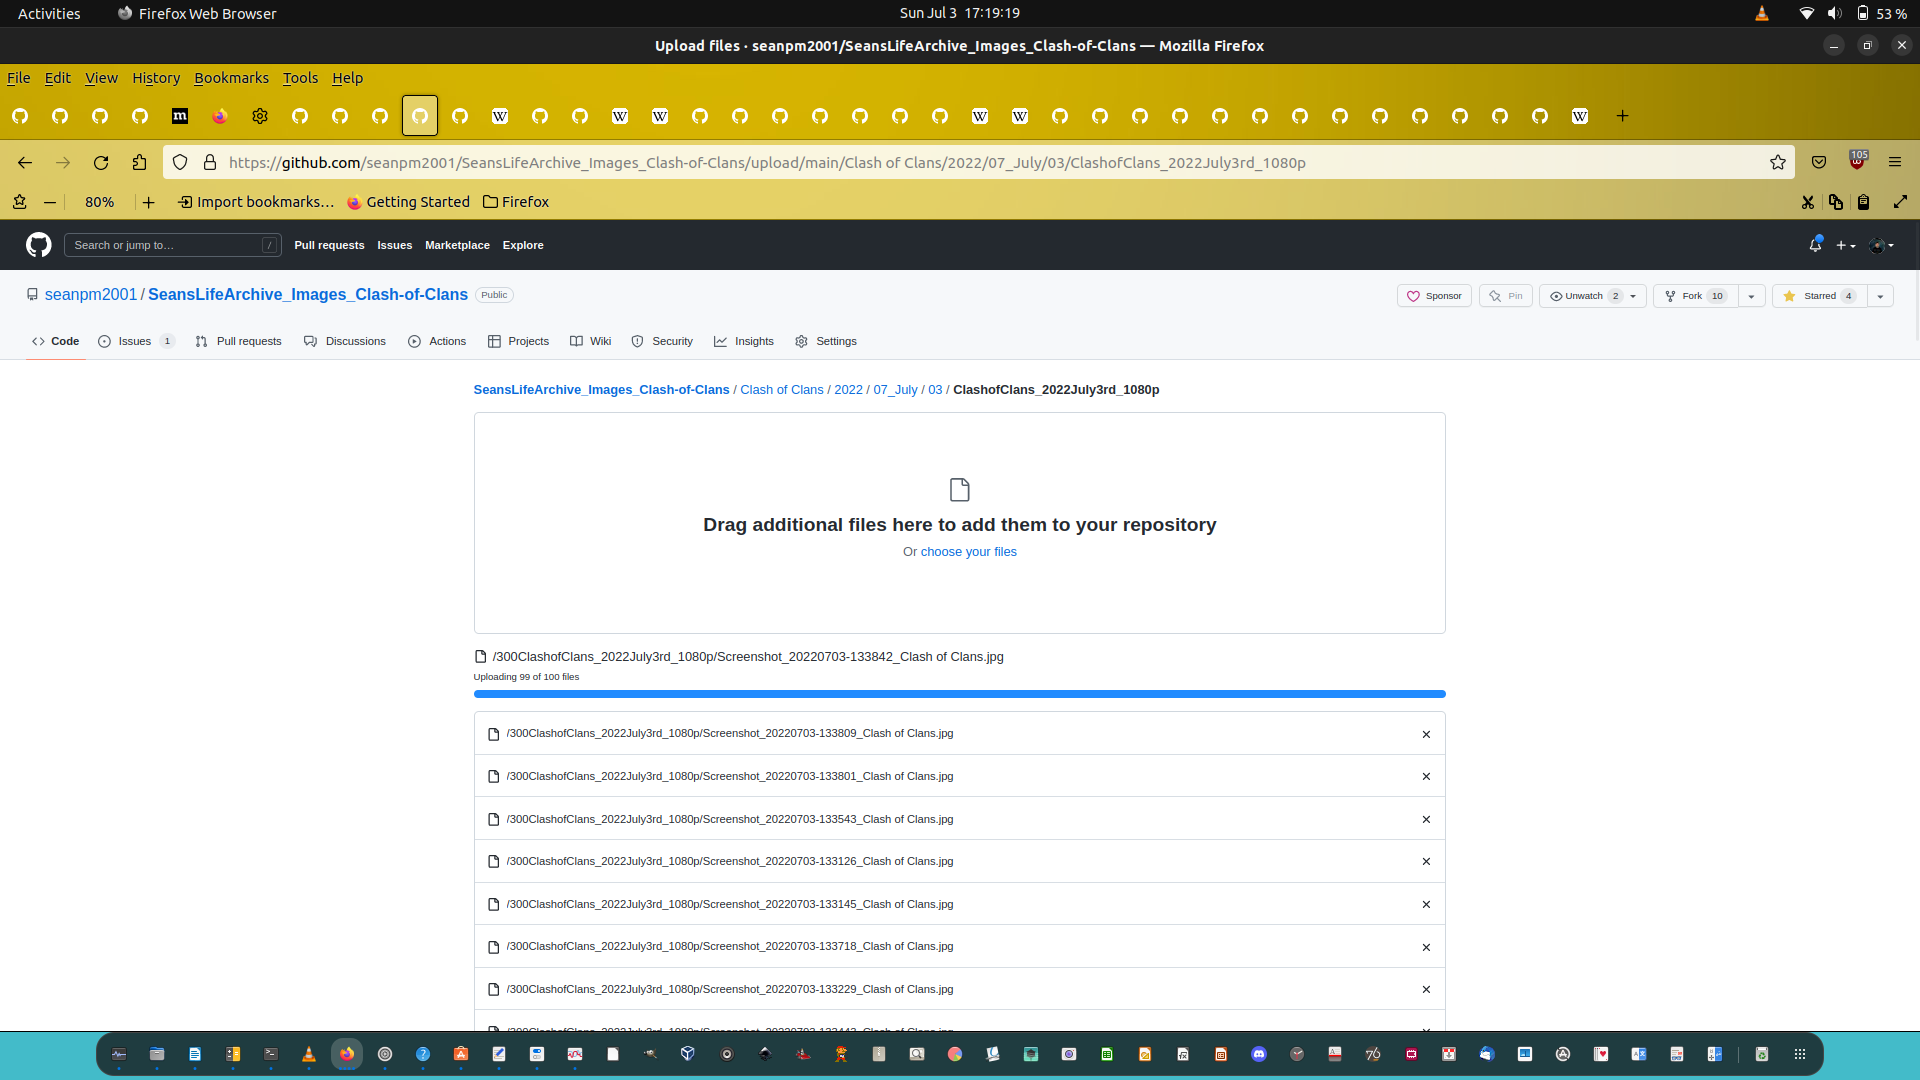 Activities
Firefox Web Browser
Sun Jul 3 17:19:19
53 %
Upload files · seanpm2001/SeansLifeArchive_Images_Clash-of-Clans — Mozilla Firefox
File Edit View History Bookmarks Tools Help
https://github.com/seanpm2001/SeansLifeArchive_Images_Clash-of-Clans/upload/main/Clash of Clans/2022/07_July/03/ClashofClans_2022July3rd_1080p
105
80%
Import bookmarks…
Getting Started
Firefox
Search or jump to…
/
Pull requests
Issues
Marketplace
Explore
seanpm2001 / SeansLifeArchive_Images_Clash-of-Clans
Public
Sponsor
Pin
Unwatch 2
Fork 10
Starred 4
Code
Issues 1
Pull requests
Discussions
Actions
Projects
Wiki
Security
Insights
Settings
SeansLifeArchive_Images_Clash-of-Clans / Clash of Clans / 2022 / 07_July / 03 / ClashofClans_2022July3rd_1080p
Drag additional files here to add them to your repository
Or choose your files
/300ClashofClans_2022July3rd_1080p/Screenshot_20220703-133842_Clash of Clans.jpg
Uploading 99 of 100 files
/300ClashofClans_2022July3rd_1080p/Screenshot_20220703-133809_Clash of Clans.jpg
/300ClashofClans_2022July3rd_1080p/Screenshot_20220703-133801_Clash of Clans.jpg
/300ClashofClans_2022July3rd_1080p/Screenshot_20220703-133543_Clash of Clans.jpg
/300ClashofClans_2022July3rd_1080p/Screenshot_20220703-133126_Clash of Clans.jpg
/300ClashofClans_2022July3rd_1080p/Screenshot_20220703-133145_Clash of Clans.jpg
/300ClashofClans_2022July3rd_1080p/Screenshot_20220703-133718_Clash of Clans.jpg
/300ClashofClans_2022July3rd_1080p/Screenshot_20220703-133229_Clash of Clans.jpg